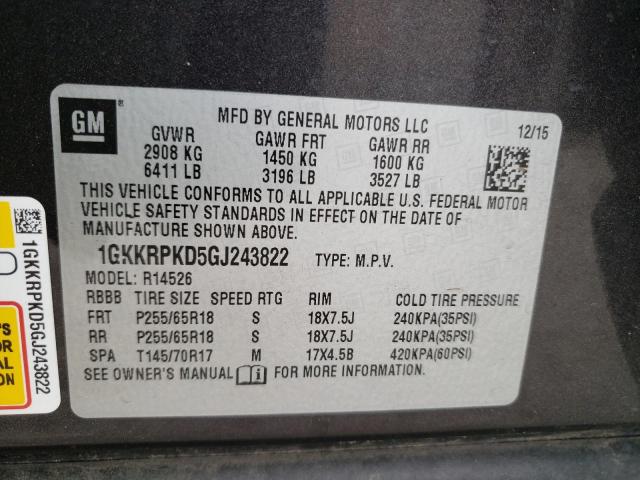 GM
MFD BY GENERAL MOTORS LLC
12/15
GVWR GAWR FRT GAWR RR
2908 KG 1450 KG 1600 KG
6411 LB 3196 LB 3527 LB
THIS VEHICLE CONFORMS TO ALL APPLICABLE U.S. FEDERAL MOTOR
VEHICLE SAFETY STANDARDS IN EFFECT ON THE DATE OF
MANUFACTURE SHOWN ABOVE.
1GKKRPKD5GJ243822 TYPE: M.P.V.
MODEL: R14526
RBBB TIRE SIZE SPEED RTG RIM COLD TIRE PRESSURE
FRT P255/65R18 S 18X7.5J 240KPA(35PSI)
RR P255/65R18 S 18X7.5J 240KPA(35PSI)
SPA T145/70R17 M 17X4.5B 420KPA(60PSI)
SEE OWNER'S MANUAL i FOR MORE INFORMATION.
1GKKRPKD5GJ243822
'S
OR
AL
ON